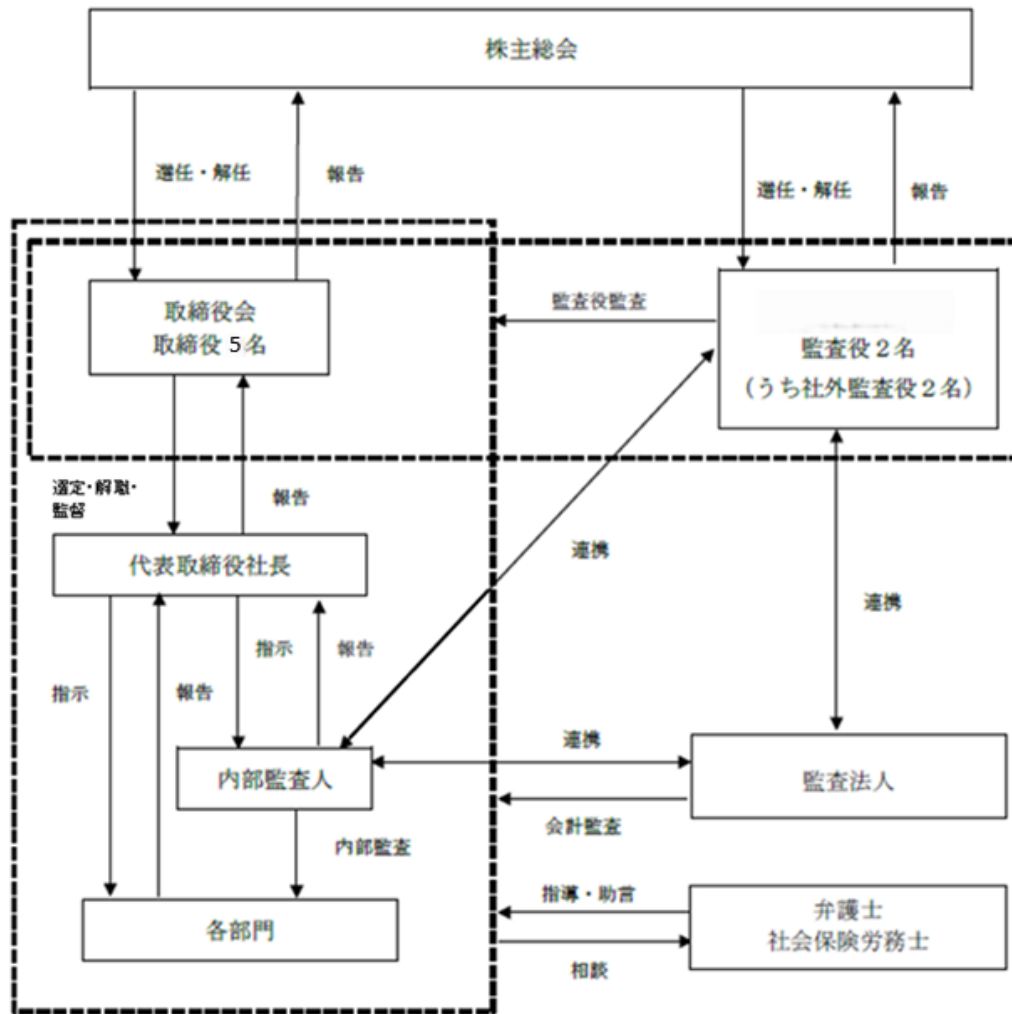 株主総会
選任・解任
報告
選任・解任
報告
取締役会
取締役 5 名
監査役監査
監査役２名
（うち社外監査役２名）
選定・解職・
監督
報告
代表取締役社長
連携
連携
指示
報告
指示
報告
内部監査人
連携
監査法人
会計監査
内部監査
各部門
指導・助言
弁護士
社会保険労務士
相談